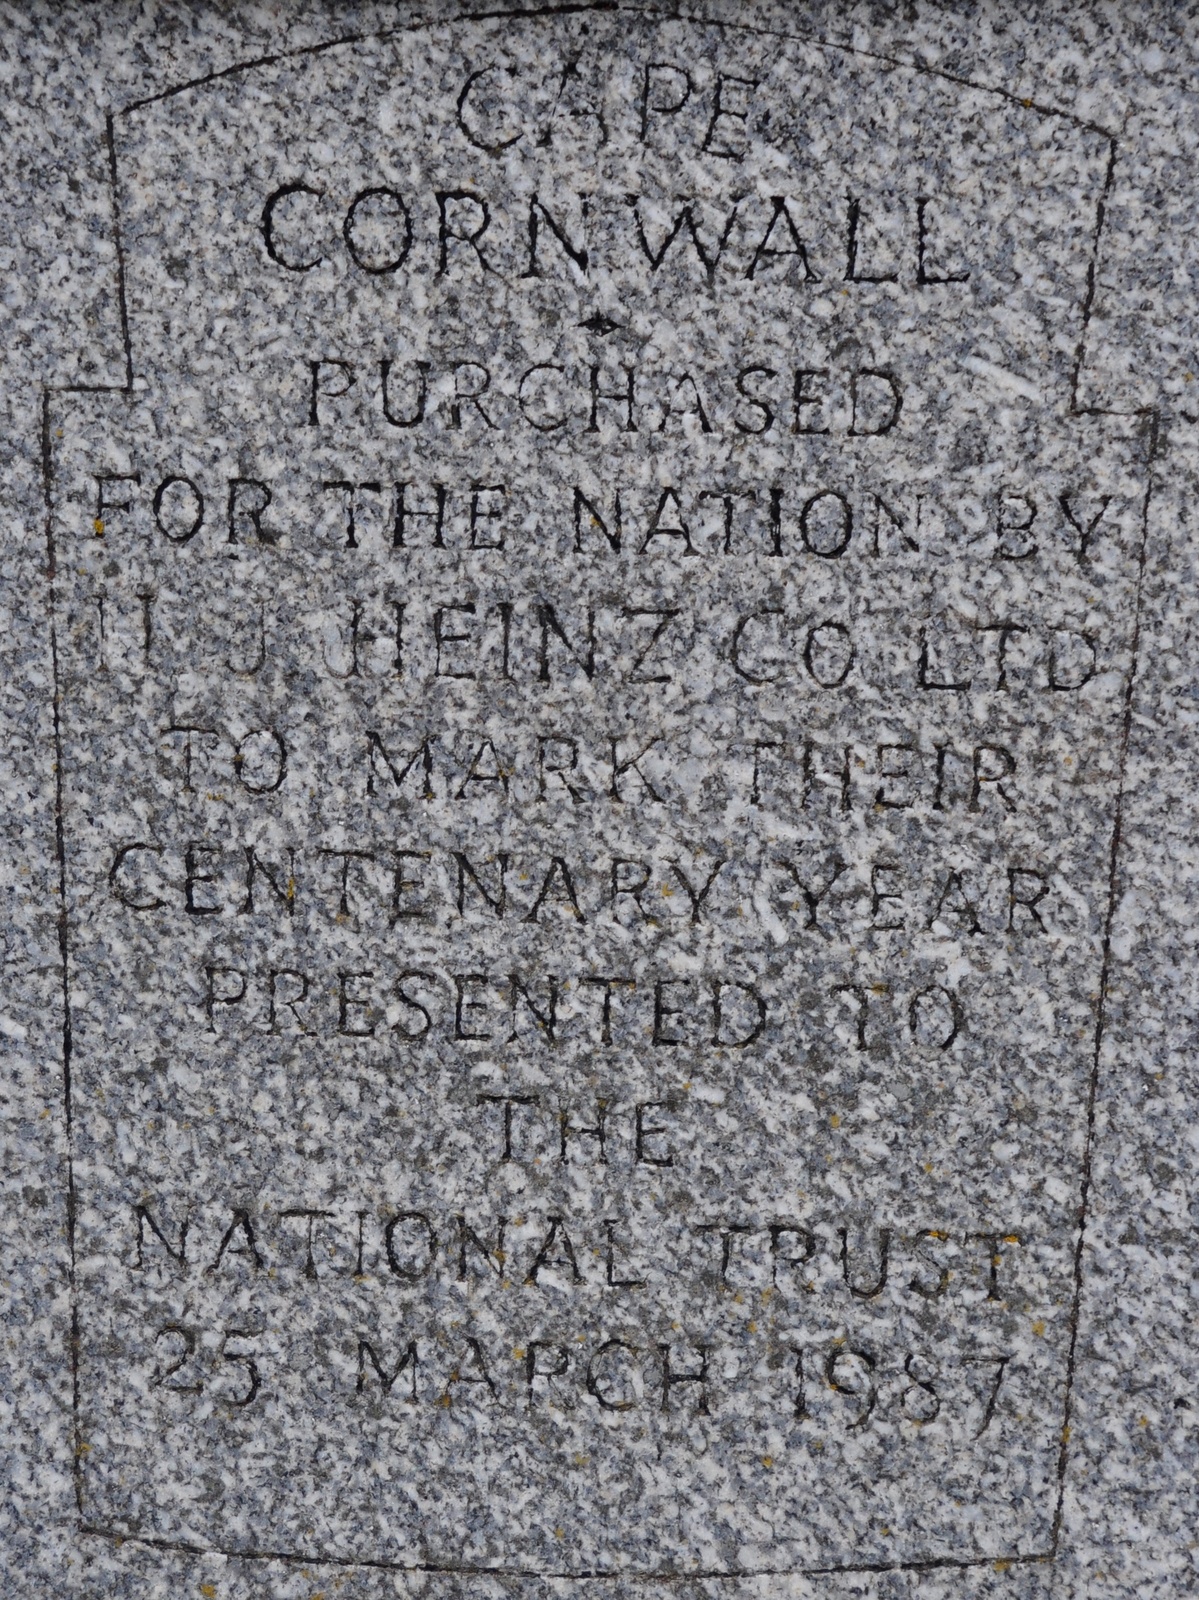 CAPE
CORNWALL
PURCHASED
FOR THE NATION BY
H J HEINZ CO LTD
TO MARK THEIR
CENTENARY YEAR
PRESENTED TO
THE
NATIONAL TRUST
25 MARCH 1987